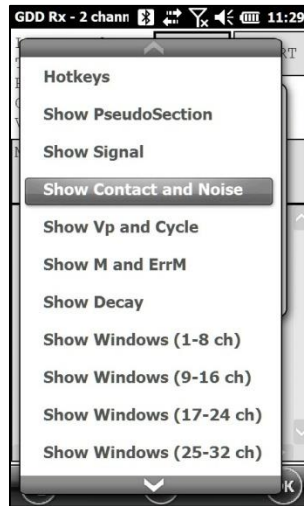 GDD Rx - 2 chann 11:29
RT
Hotkeys
Show PseudoSection
Show Signal
Show Contact and Noise
Show Vp and Cycle
Show M and ErrM
Show Decay
Show Windows (1-8 ch)
Show Windows (9-16 ch)
Show Windows (17-24 ch)
Show Windows (25-32 ch)